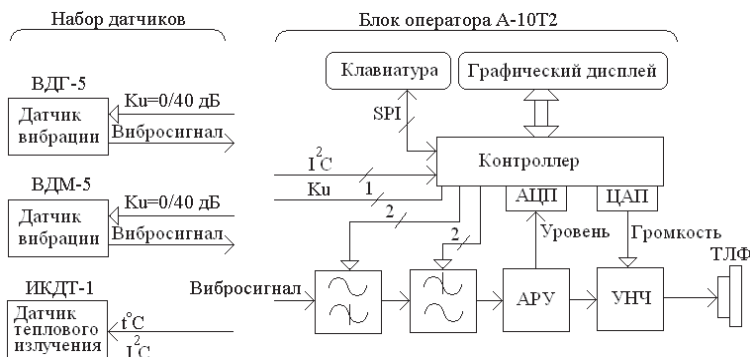 Набор датчиков
ВДГ-5
Датчик
вибрации
Ku=0/40 дБ
Вибросигнал
ВДМ-5
Датчик
вибрации
Ku=0/40 дБ
Вибросигнал
ИКДТ-1
Датчик
теплового
излучения
t°C
I²C
Блок оператора А-10Т2
Клавиатура
Графический дисплей
SPI
Контроллер
I²C
Ku
1
АЦП
ЦАП
2
2
Уровень
Громкость
ТЛФ
Вибросигнал
АРУ
УНЧ